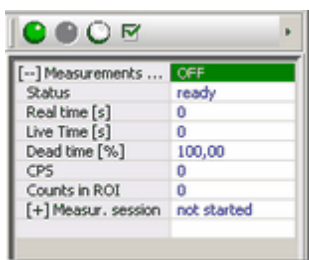 [--] Measurements ... OFF
Status ready
Real time [s] 0
Live Time [s] 0
Dead time [%] 100,00
CPS 0
Counts in ROI 0
[+] Measur. session not started